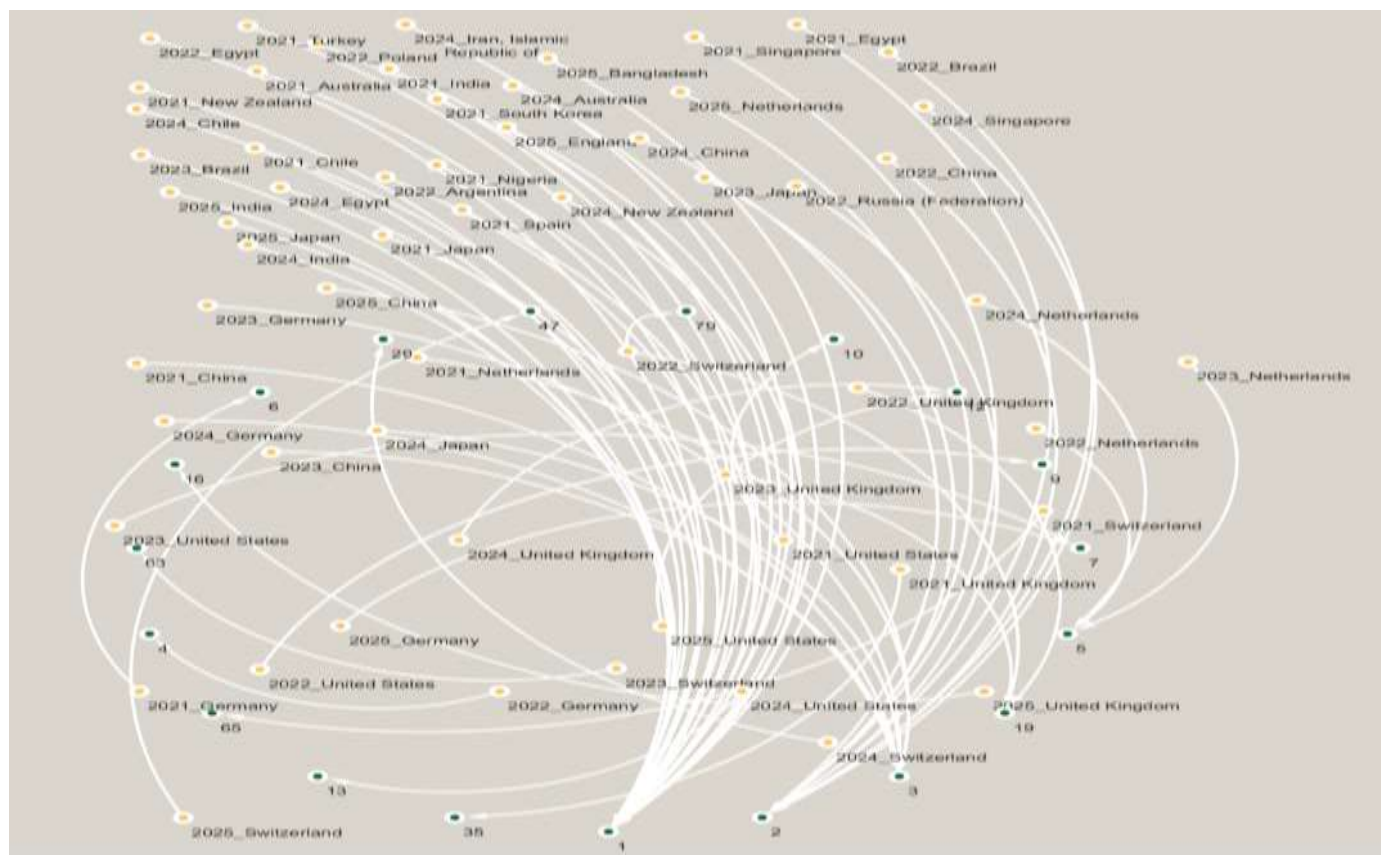 2021_Turkey
2024_Iran, Islamic
Republic of
2021_Egypt
2022_Egypt
2022_Poland
2021_Singapore
2022_Brazil
2025_Bangladesh
2021_Australia
2021_India
2021_New Zealand
2024_Australia
2025_Netherlands
2021_South Korea
2024_Chile
2024_Singapore
2025_England
2024_China
2021_Chile
2023_Brazil
2021_Nigeria
2022_China
2022_Argentina
2023_Japan
2025_India
2024_Egypt
2022_Russia (Federation)
2024_New Zealand
2021_Spain
2025_Japan
2021_Japan
2024_India
2025_China
2023_Germany
47
79
2024_Netherlands
29
10
2022_Switzerland
2021_Netherlands
2021_China
2023_Netherlands
6
2022_United Kingdom
2024_Germany
2024_Japan
2022_Netherlands
2023_China
16
9
2023_United Kingdom
2021_Switzerland
2023_United States
2024_United Kingdom
2021_United States
63
7
2021_United Kingdom
2025_Germany
2025_United States
4
5
2022_United States
2023_Switzerland
2021_Germany
2022_Germany
2024_United States
2025_United Kingdom
65
19
2024_Switzerland
13
3
2025_Switzerland
35
1
2